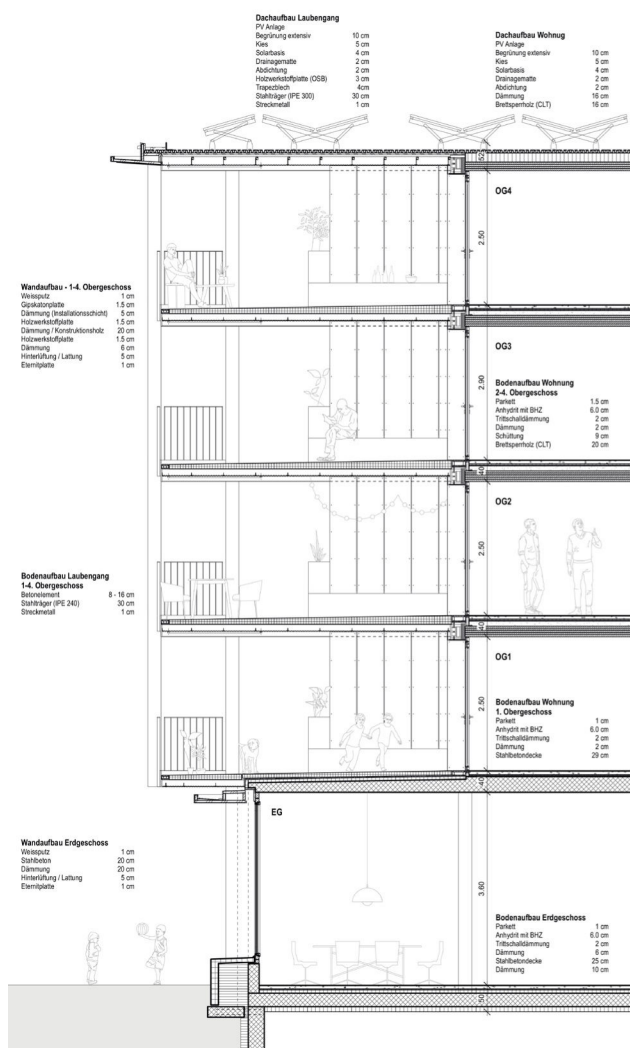 Dachaufbau Laubengang
PV Anlage
Begrünung extensiv 10 cm
Kies 5 cm
Solarbasis 4 cm
Drainagematte 2 cm
Abdichtung 2 cm
Holzwerkstoffplatte (OSB) 3 cm
Trapezblech 4cm
Stahlträger (IPE 300) 30 cm
Streckmetall 1 cm
Dachaufbau Wohnug
PV Anlage
Begrünung extensiv 10 cm
Kies 5 cm
Solarbasis 4 cm
Drainagematte 2 cm
Abdichtung 2 cm
Dämmung 16 cm
Brettsperrholz (CLT) 16 cm
52
OG4
2.50
Wandaufbau - 1-4. Obergeschoss
Weissputz 1 cm
Gipskatonplatte 1.5 cm
Dämmung (Installationsschicht) 5 cm
Holzwerkstoffplatte 1.5 cm
Dämmung / Konstruktionsholz 20 cm
Holzwerkstoffplatte 1.5 cm
Dämmung 6 cm
Hinterlüftung / Lattung 5 cm
Eternitplatte 1 cm
OG3
2.90
Bodenaufbau Wohnung
2-4. Obergeschoss
Parkett 1.5 cm
Anhydrit mit BHZ 6.0 cm
Trittschalldämmung 2 cm
Dämmung 2 cm
Schüttung 9 cm
Brettsperrholz (CLT) 20 cm
40
OG2
2.50
Bodenaufbau Laubengang
1-4. Obergeschoss
Betonelement 8 - 16 cm
Stahlträger (IPE 240) 30 cm
Streckmetall 1 cm
40
OG1
2.50
Bodenaufbau Wohnung
1. Obergeschoss
Parkett 1 cm
Anhydrit mit BHZ 6.0 cm
Trittschalldämmung 2 cm
Dämmung 2 cm
Stahlbetondecke 29 cm
40
EG
Wandaufbau Erdgeschoss
Weissputz 1 cm
Stahlbeton 20 cm
Dämmung 20 cm
Hinterlüftung / Lattung 5 cm
Eternitplatte 1 cm
3.60
Bodenaufbau Erdgeschoss
Parkett 1 cm
Anhydrit mit BHZ 6.0 cm
Trittschalldämmung 2 cm
Dämmung 6 cm
Stahlbetondecke 25 cm
Dämmung 10 cm
50